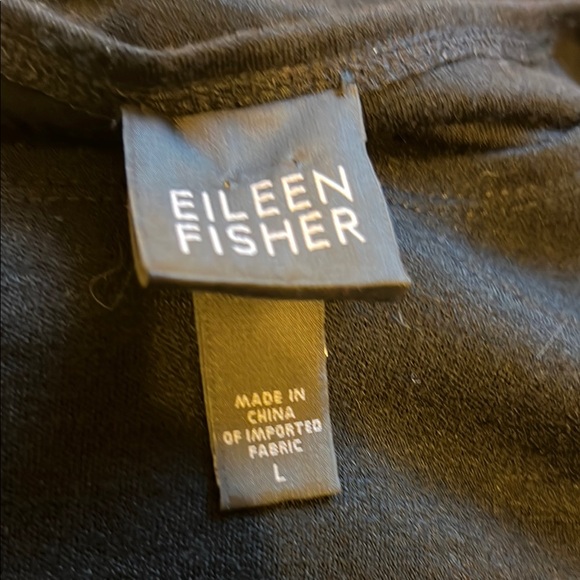 EILEEN
FISHER
MADE IN
CHINA
OF IMPORTED
FABRIC
L